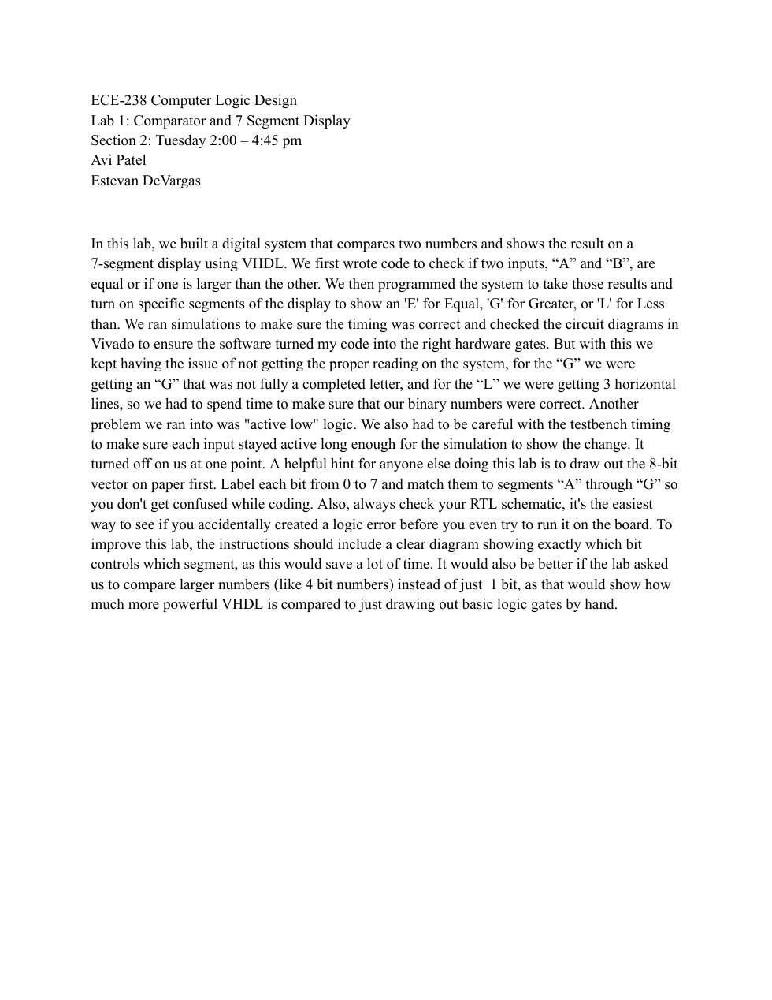 ECE-238 Computer Logic Design
Lab 1: Comparator and 7 Segment Display
Section 2: Tuesday 2:00 – 4:45 pm
Avi Patel
Estevan DeVargas
In this lab, we built a digital system that compares two numbers and shows the result on a
7-segment display using VHDL. We first wrote code to check if two inputs, “A” and “B”, are
equal or if one is larger than the other. We then programmed the system to take those results and
turn on specific segments of the display to show an 'E' for Equal, 'G' for Greater, or 'L' for Less
than. We ran simulations to make sure the timing was correct and checked the circuit diagrams in
Vivado to ensure the software turned my code into the right hardware gates. But with this we
kept having the issue of not getting the proper reading on the system, for the “G” we were
getting an “G” that was not fully a completed letter, and for the “L” we were getting 3 horizontal
lines, so we had to spend time to make sure that our binary numbers were correct. Another
problem we ran into was "active low" logic. We also had to be careful with the testbench timing
to make sure each input stayed active long enough for the simulation to show the change. It
turned off on us at one point. A helpful hint for anyone else doing this lab is to draw out the 8-bit
vector on paper first. Label each bit from 0 to 7 and match them to segments “A” through “G” so
you don't get confused while coding. Also, always check your RTL schematic, it's the easiest
way to see if you accidentally created a logic error before you even try to run it on the board. To
improve this lab, the instructions should include a clear diagram showing exactly which bit
controls which segment, as this would save a lot of time. It would also be better if the lab asked
us to compare larger numbers (like 4 bit numbers) instead of just  1 bit, as that would show how
much more powerful VHDL is compared to just drawing out basic logic gates by hand.